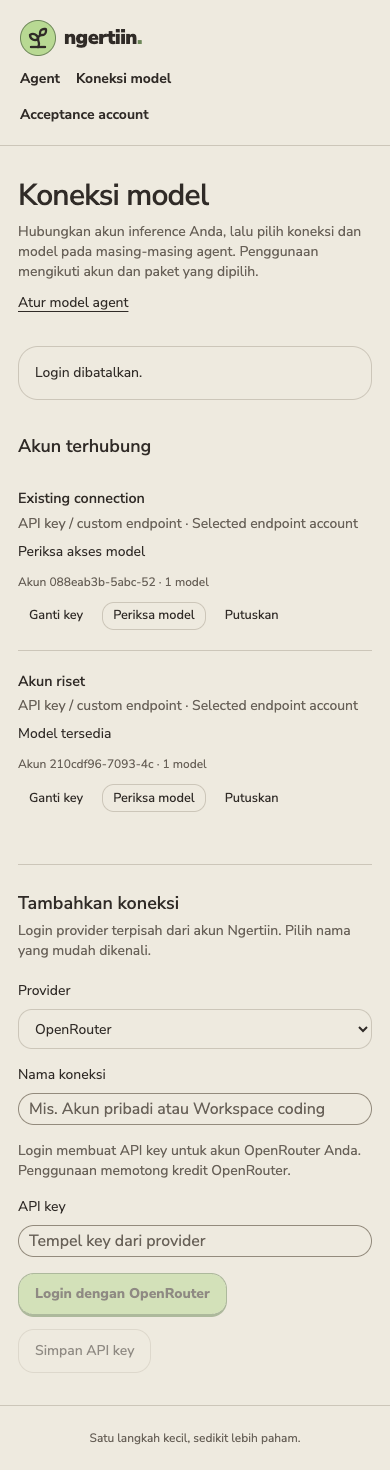 ngertiin.
Agent Koneksi model
Acceptance account
Koneksi model
Hubungkan akun inference Anda, lalu pilih koneksi dan
model pada masing-masing agent. Penggunaan
mengikuti akun dan paket yang dipilih.
Atur model agent
Login dibatalkan.
Akun terhubung
Existing connection
API key / custom endpoint · Selected endpoint account
Periksa akses model
Akun 088eab3b-5abc-52 · 1 model
Ganti key Periksa model Putuskan
Akun riset
API key / custom endpoint · Selected endpoint account
Model tersedia
Akun 210cdf96-7093-4c · 1 model
Ganti key Periksa model Putuskan
Tambahkan koneksi
Login provider terpisah dari akun Ngertiin. Pilih nama
yang mudah dikenali.
Provider
OpenRouter
Nama koneksi
Mis. Akun pribadi atau Workspace coding
Login membuat API key untuk akun OpenRouter Anda.
Penggunaan memotong kredit OpenRouter.
API key
Tempel key dari provider
Login dengan OpenRouter
Simpan API key
Satu langkah kecil, sedikit lebih paham.